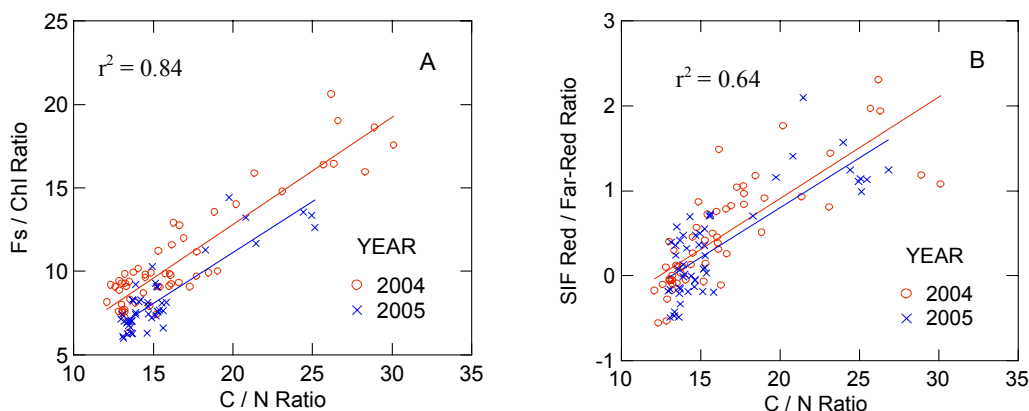 r² = 0.84
A
Fs / Chl Ratio
25
20
15
10
5
YEAR
2004
2005
10 15 20 25 30 35
C / N Ratio
r² = 0.64
B
SIF Red / Far-Red Ratio
3
2
1
0
-1
YEAR
2004
2005
10 15 20 25 30 35
C / N Ratio